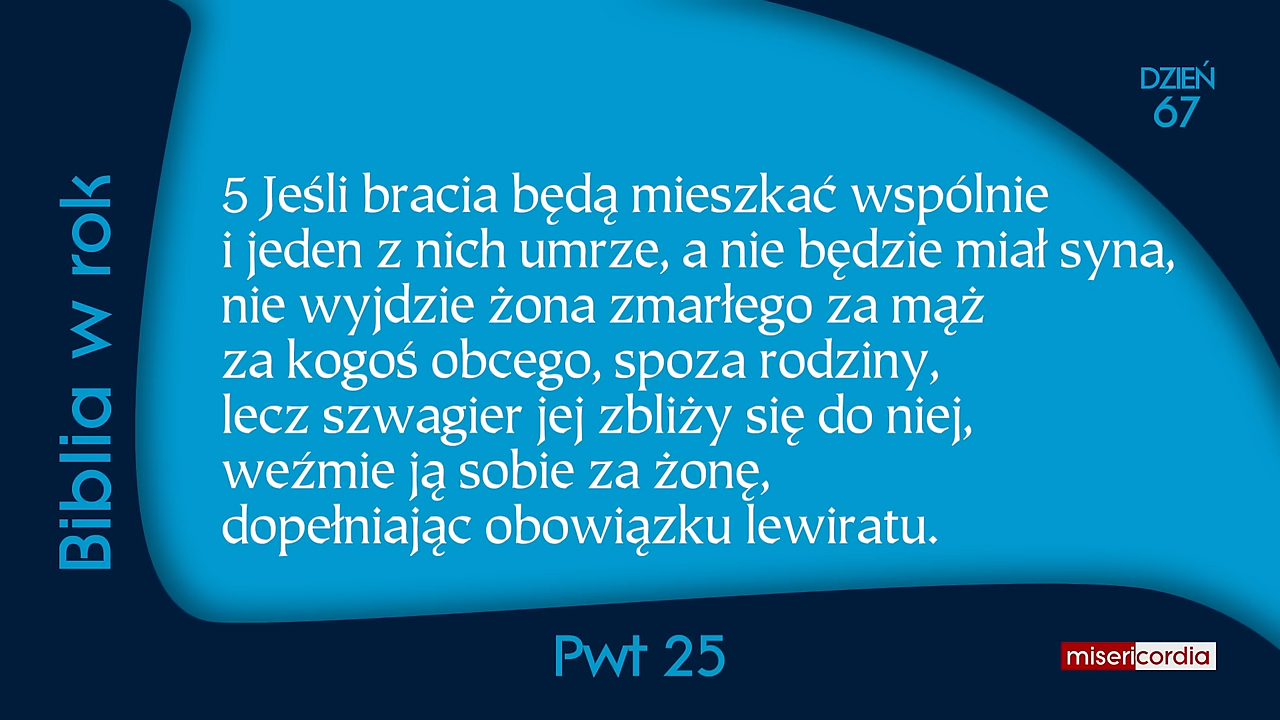 DZIEŃ
67
Biblia w rok
5 Jeśli bracia będą mieszkać wspólnie
i jeden z nich umrze, a nie będzie miał syna,
nie wyjdzie żona zmarłego za mąż
za kogoś obcego, spoza rodziny,
lecz szwagier jej zbliży się do niej,
weźmie ją sobie za żonę,
dopełniając obowiązku lewiratu.
Pwt 25
misericordia